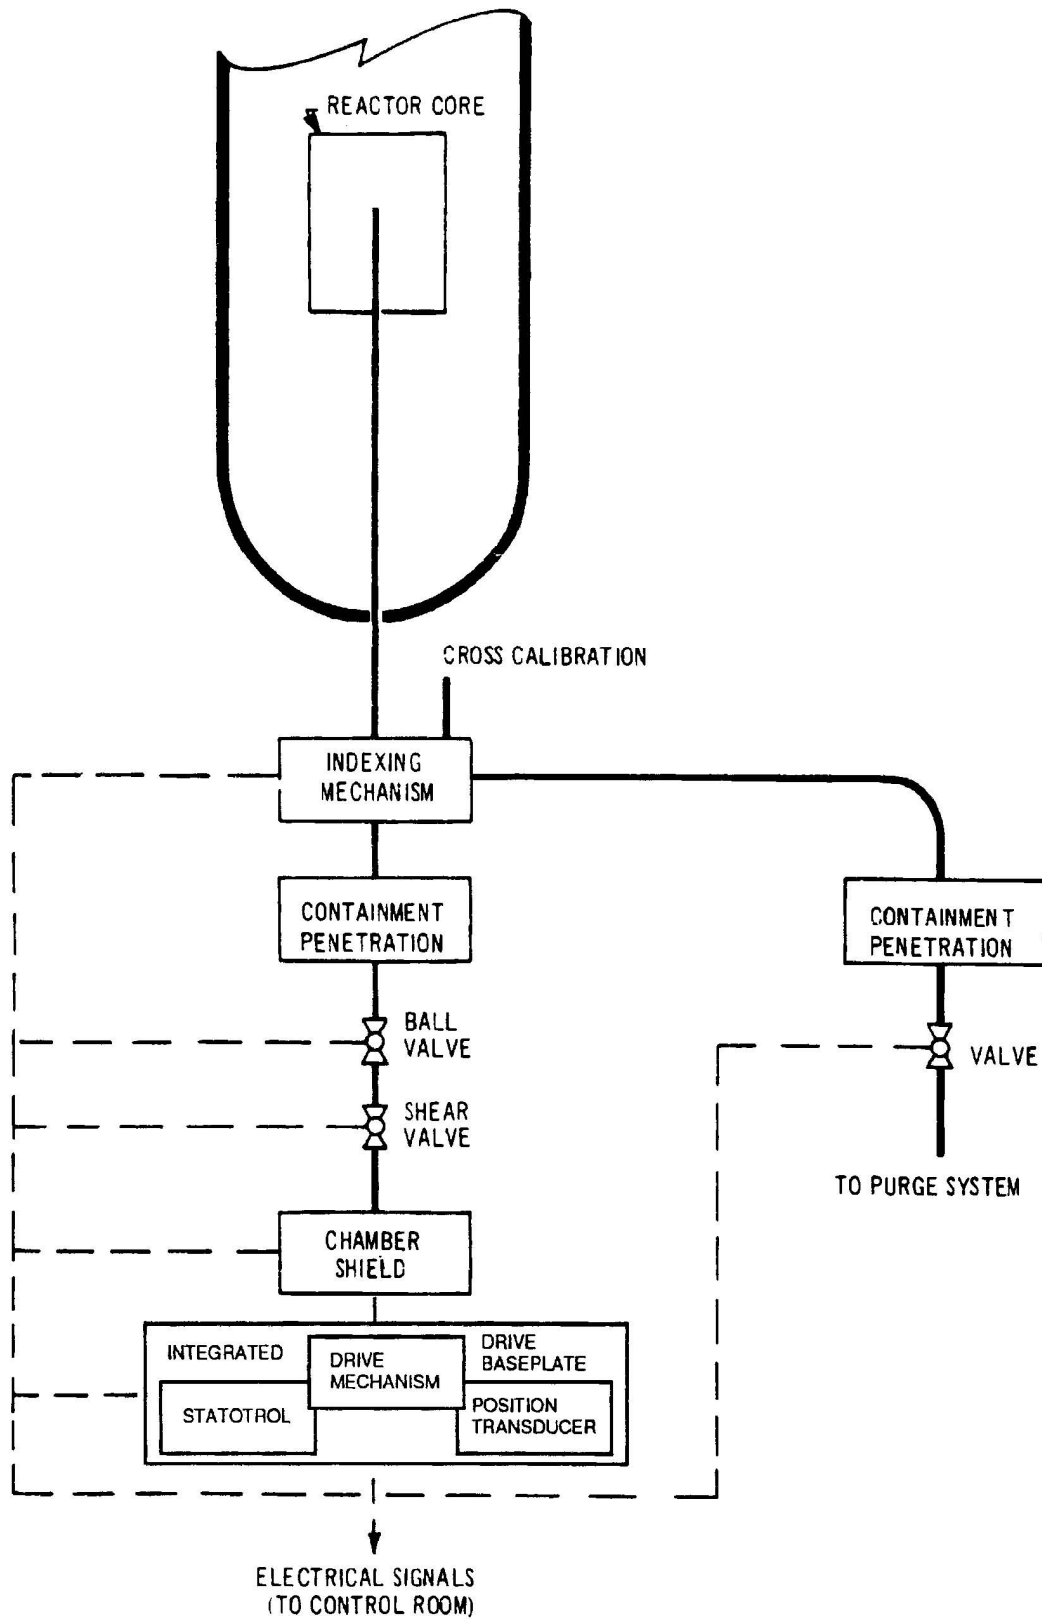 REACTOR CORE
CROSS CALIBRATION
INDEXING
MECHANISM
CONTAINMENT
PENETRATION
CONTAINMENT
PENETRATION
BALL
VALVE
VALVE
SHEAR
VALVE
TO PURGE SYSTEM
CHAMBER
SHIELD
INTEGRATED
DRIVE
MECHANISM
DRIVE
BASEPLATE
STATOTROL
POSITION
TRANSDUCER
ELECTRICAL SIGNALS
(TO CONTROL ROOM)